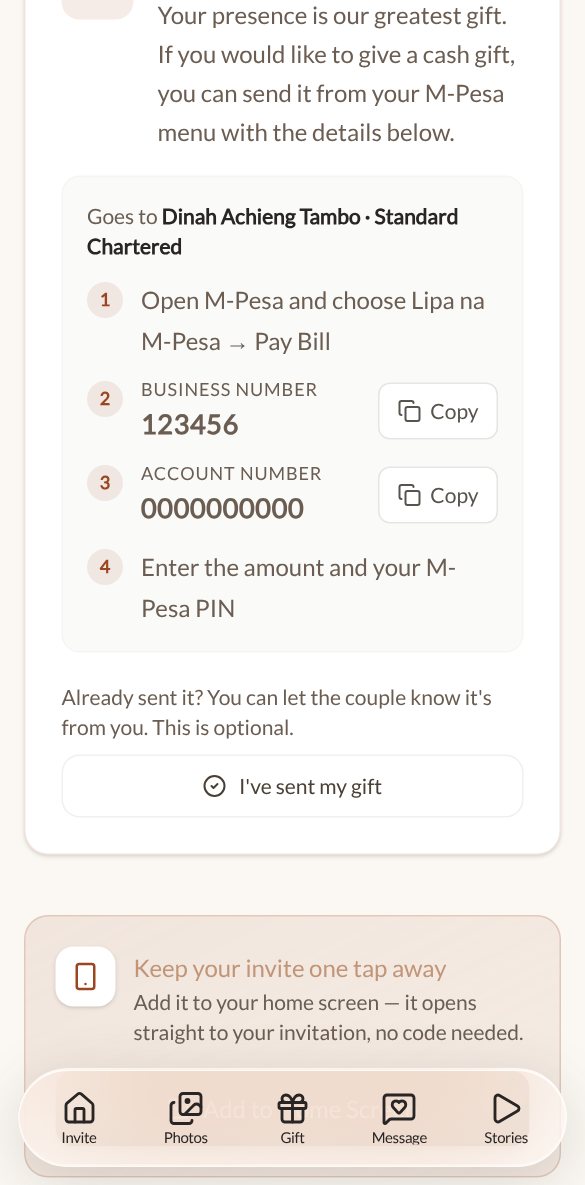 Your presence is our greatest gift.
If you would like to give a cash gift,
you can send it from your M-Pesa
menu with the details below.
Goes to Dinah Achieng Tambo · Standard
Chartered
1 Open M-Pesa and choose Lipa na
M-Pesa → Pay Bill
2 BUSINESS NUMBER
123456
Copy
3 ACCOUNT NUMBER
0000000000
Copy
4 Enter the amount and your M-
Pesa PIN
Already sent it? You can let the couple know it's
from you. This is optional.
I've sent my gift
Keep your invite one tap away
Add it to your home screen — it opens
straight to your invitation, no code needed.
Add to
Invite Photos Gift Message Stories